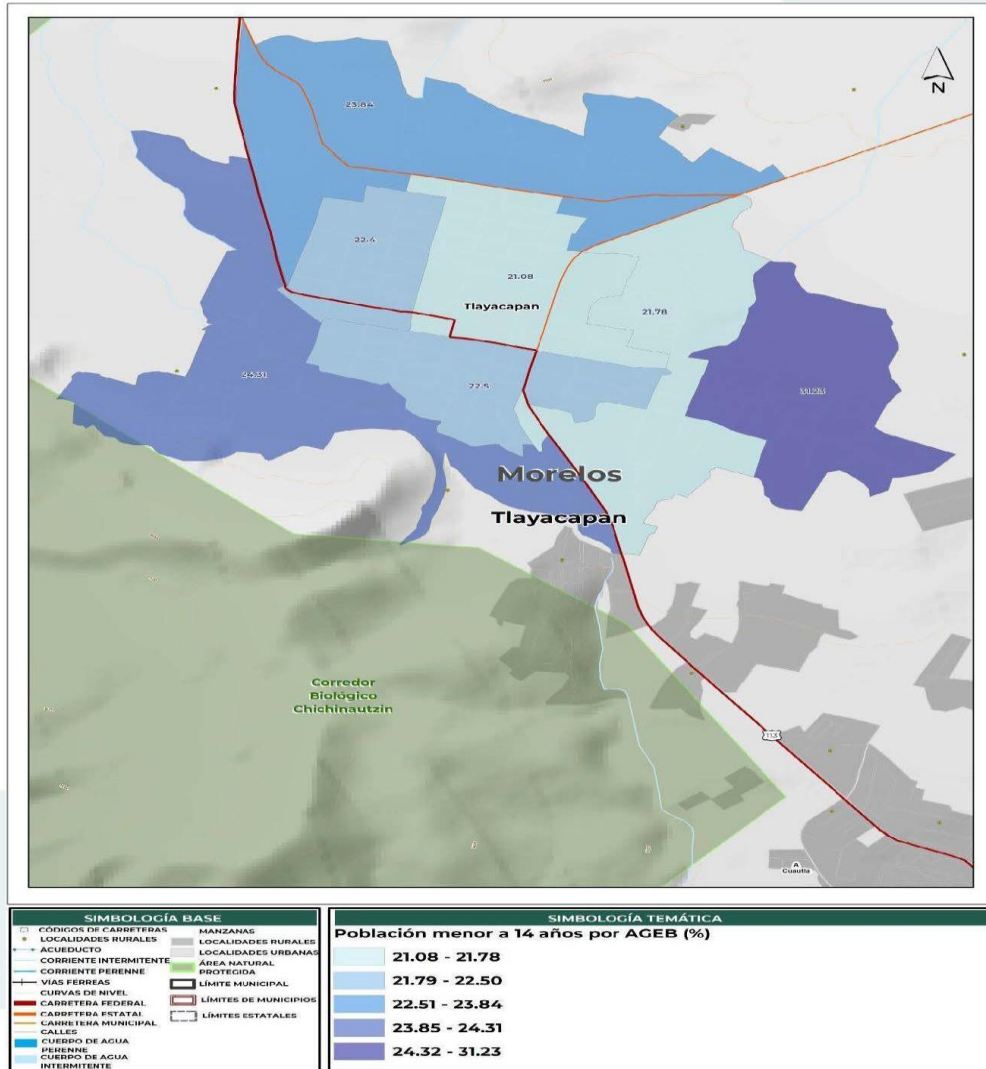 N
23.84
22.4
21.08
Tlayacapan
21.78
24.31
22.5
31.23
Morelos
Tlayacapan
Corredor
Biológico
Chichinautzin
113
A
Cuautla
SIMBOLOGÍA BASE
CÓDIGOS DE CARRETERAS
LOCALIDADES RURALES
ACUEDUCTO
CORRIENTE INTERMITENTE
CORRIENTE PERENNE
VÍAS FERREAS
CURVAS DE NIVEL
CARRETERA FEDERAL
CARRETERA ESTATAL
CARRETERA MUNICIPAL
CALLES
CUERPO DE AGUA
PERENNE
CUERPO DE AGUA
INTERMITENTE
MANZANAS
LOCALIDADES RURALES
LOCALIDADES URBANAS
ÁREA NATURAL
PROTEGIDA
LÍMITE MUNICIPAL
LÍMITES DE MUNICIPIOS
LÍMITES ESTATALES
SIMBOLOGÍA TEMÁTICA
Población menor a 14 años por AGEB (%)
21.08 - 21.78
21.79 - 22.50
22.51 - 23.84
23.85 - 24.31
24.32 - 31.23